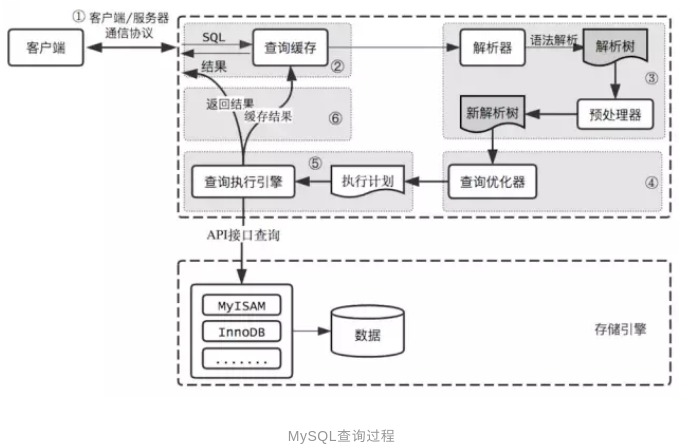 ① 客户端/服务器
通信协议
客户端
SQL
结果
查询缓存
②
解析器
语法解析
解析树
③
新解析树
预处理器
返回结果
缓存结果
⑥
⑤
查询执行引擎
执行计划
查询优化器
④
API接口查询
MyISAM
InnoDB
.......
数据
存储引擎
MySQL查询过程